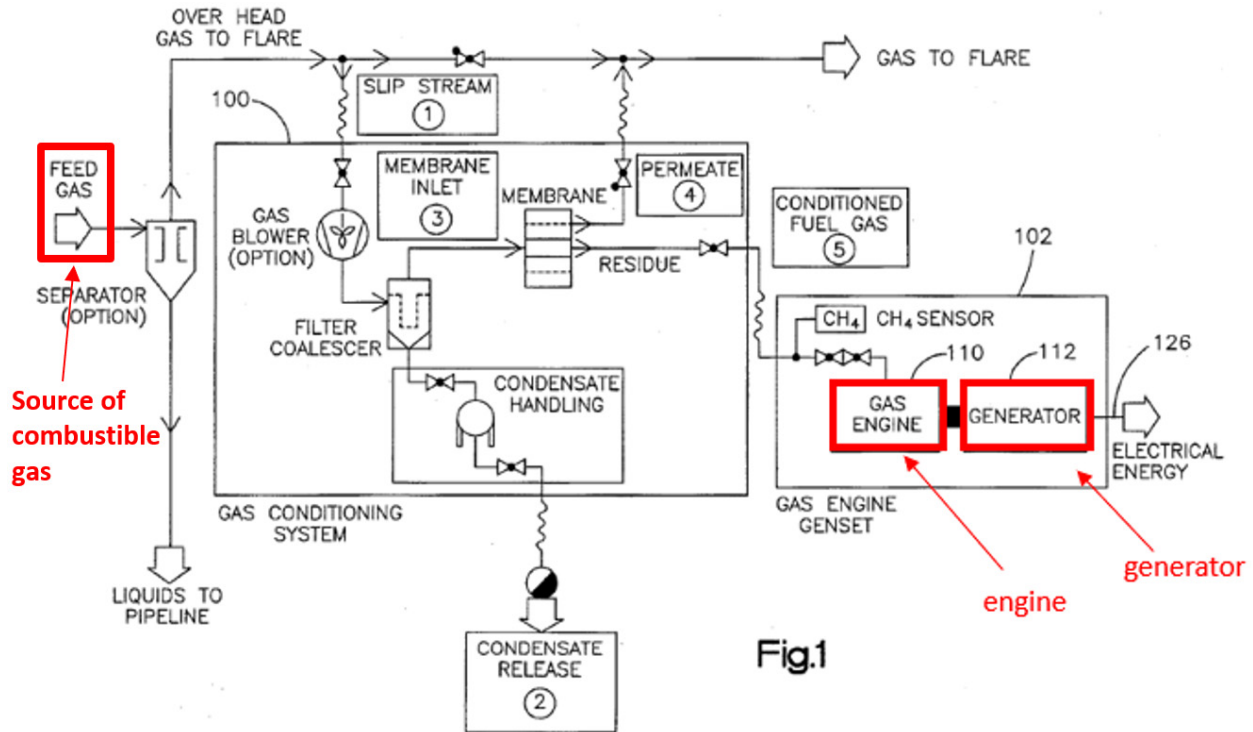 OVER HEAD
GAS TO FLARE
GAS TO FLARE
SLIP STREAM
1
100
FEED
GAS
MEMBRANE
INLET
3
PERMEATE
4
MEMBRANE
CONDITIONED
FUEL GAS
5
GAS
BLOWER
(OPTION)
RESIDUE
102
SEPARATOR
(OPTION)
FILTER
COALESCER
CH4
CH4 SENSOR
110
112
126
CONDENSATE
HANDLING
GAS
ENGINE
GENERATOR
Source of
combustible
gas
ELECTRICAL
ENERGY
GAS CONDITIONING
SYSTEM
GAS ENGINE
GENSET
generator
engine
LIQUIDS TO
PIPELINE
CONDENSATE
RELEASE
2
Fig.1